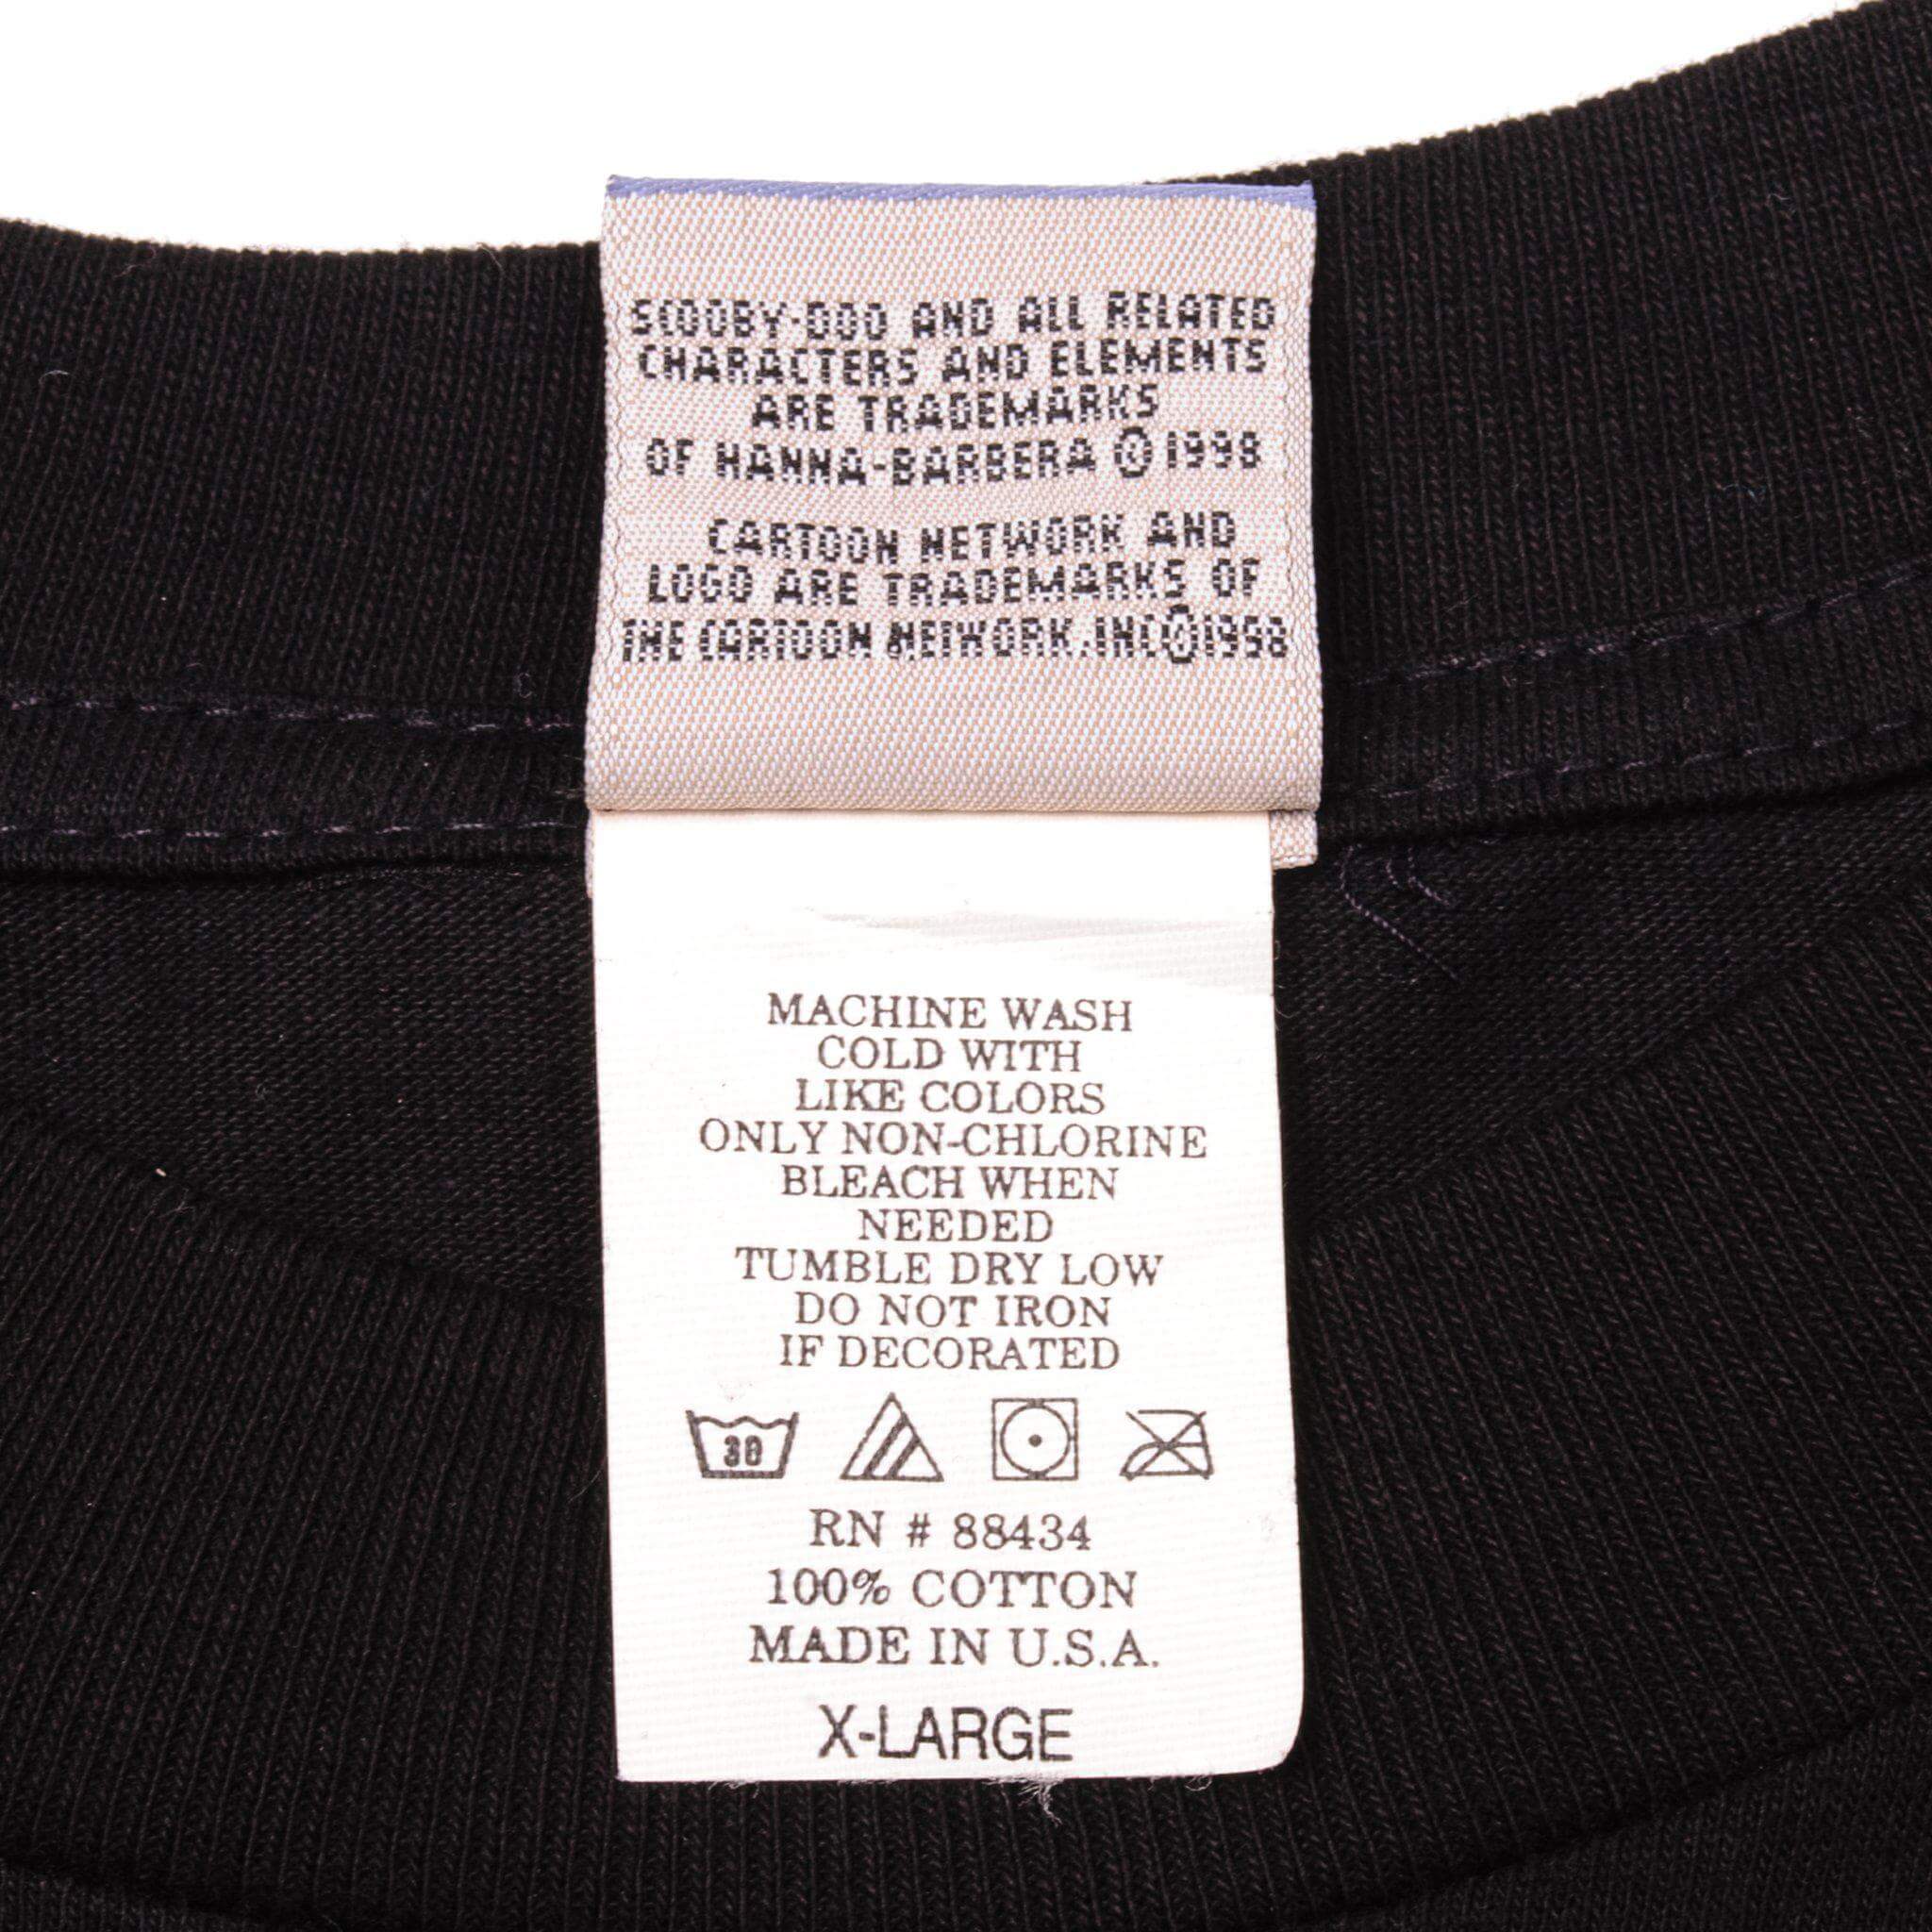 SCOOBY-DOO AND ALL RELATED
CHARACTERS AND ELEMENTS
ARE TRADEMARKS
OF HANNA-BARBERA © 1998
CARTOON NETWORK AND
LOGO ARE TRADEMARKS OF
THE CARTOON NETWORK, INC © 1998
MACHINE WASH
COLD WITH
LIKE COLORS
ONLY NON-CHLORINE
BLEACH WHEN
NEEDED
TUMBLE DRY LOW
DO NOT IRON
IF DECORATED
30
RN # 88434
100% COTTON
MADE IN U.S.A.
X-LARGE